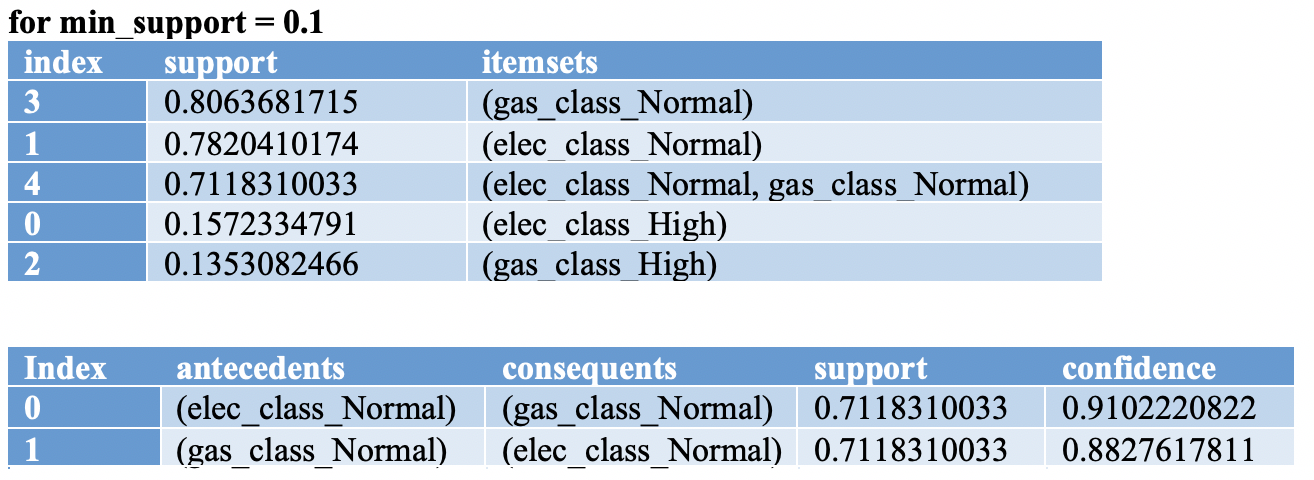 for min_support = 0.1
index support itemsets
3 0.8063681715 (gas_class_Normal)
1 0.7820410174 (elec_class_Normal)
4 0.7118310033 (elec_class_Normal, gas_class_Normal)
0 0.1572334791 (elec_class_High)
2 0.1353082466 (gas_class_High)
Index antecedents consequents support confidence
0 (elec_class_Normal) (gas_class_Normal) 0.7118310033 0.9102220822
1 (gas_class_Normal) (elec_class_Normal) 0.7118310033 0.8827617811